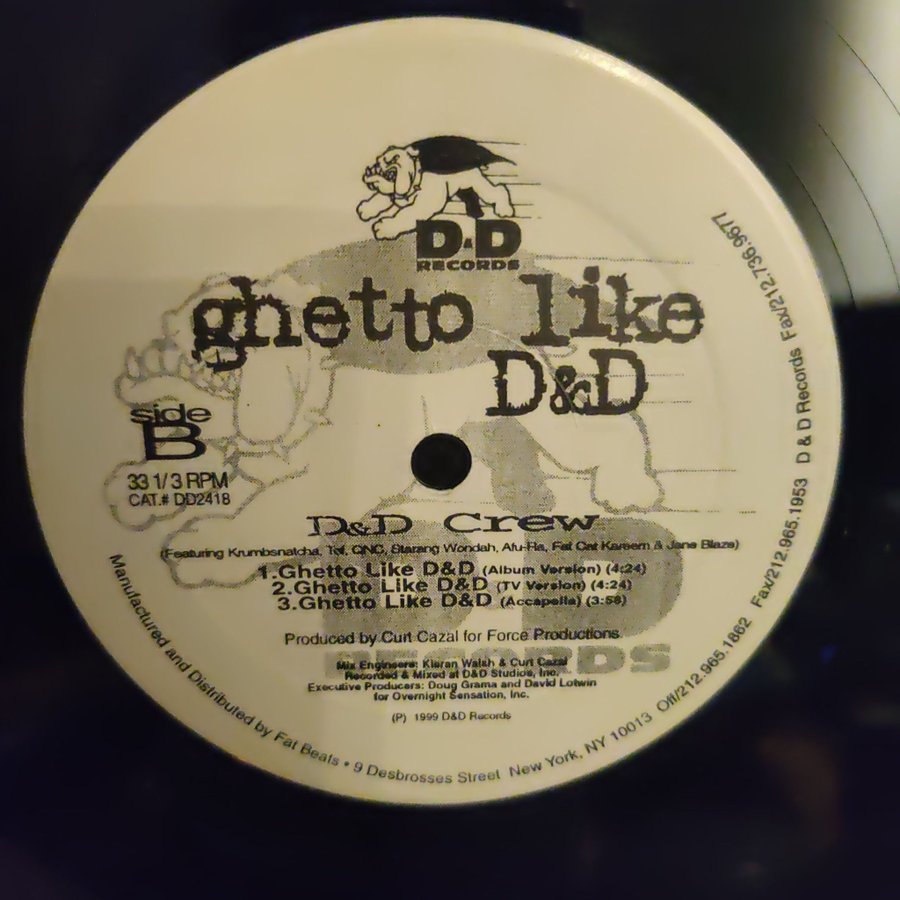 D&D
RECORDS
ghetto like
D&D
side
B
33 1/3 RPM
CAT.# DD2418
D&D Crew
(Featuring Krumbsnatcha, Tef, QNC, Starang Wondah, Afu-Ra, Fat Cat Kareem & Jane Blaze)
1.Ghetto Like D&D (Album Version) (4:24)
2.Ghetto Like D&D (TV Version) (4:24)
3.Ghetto Like D&D (Accapella) (3:58)
Produced by Curt Cazal for Force Productions
D&D
RECORDS
Mix Engineers: Kieran Walsh & Curt Cazal
Recorded & Mixed at D&D Studios, Inc.
Executive Producers: Doug Grama and David Lotwin
for Overnight Sensation, Inc.
(P) 1999 D&D Records
Manufactured and Distributed by Fat Beats • 9 Desbrosses Street New York, NY 10013 Off/212.965.1862 Fax/212.965.1953 D & D Records Fax/212.736.9677